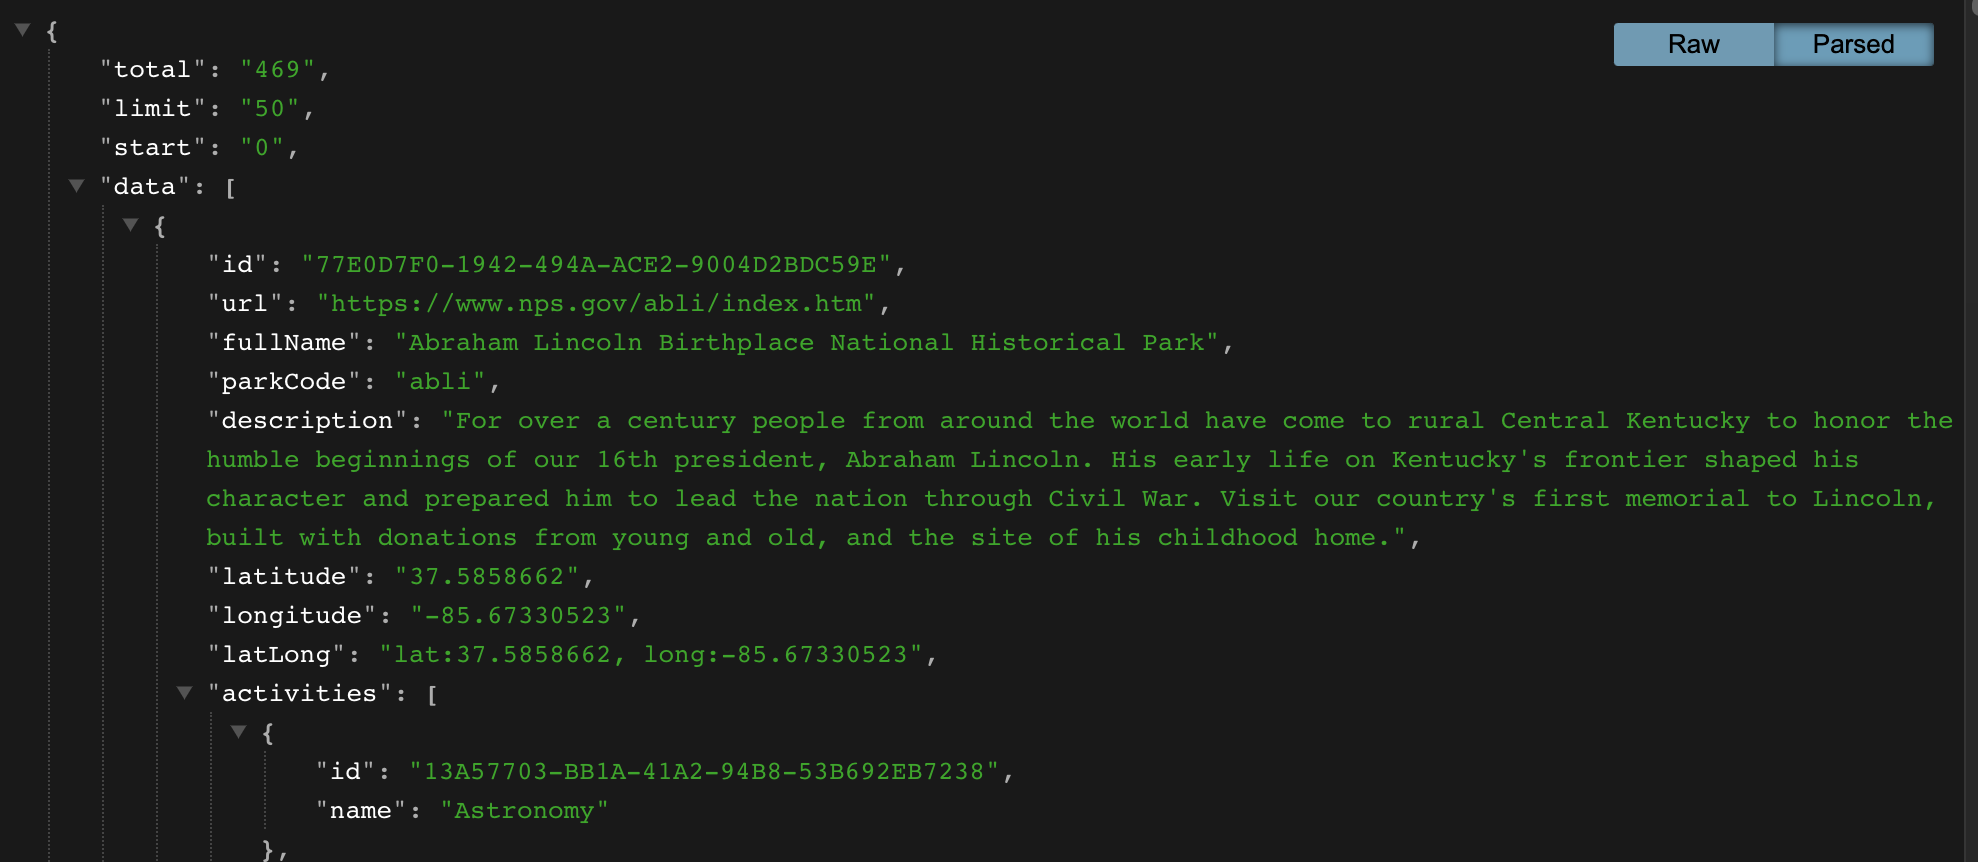 {
Raw Parsed
"total": "469",
"limit": "50",
"start": "0",
"data": [
{
"id": "77E0D7F0-1942-494A-ACE2-9004D2BDC59E",
"url": "https://www.nps.gov/abli/index.htm",
"fullName": "Abraham Lincoln Birthplace National Historical Park",
"parkCode": "abli",
"description": "For over a century people from around the world have come to rural Central Kentucky to honor the
humble beginnings of our 16th president, Abraham Lincoln. His early life on Kentucky's frontier shaped his
character and prepared him to lead the nation through Civil War. Visit our country's first memorial to Lincoln,
built with donations from young and old, and the site of his childhood home.",
"latitude": "37.5858662",
"longitude": "-85.67330523",
"latLong": "lat:37.5858662, long:-85.67330523",
"activities": [
{
"id": "13A57703-BB1A-41A2-94B8-53B692EB7238",
"name": "Astronomy"
},